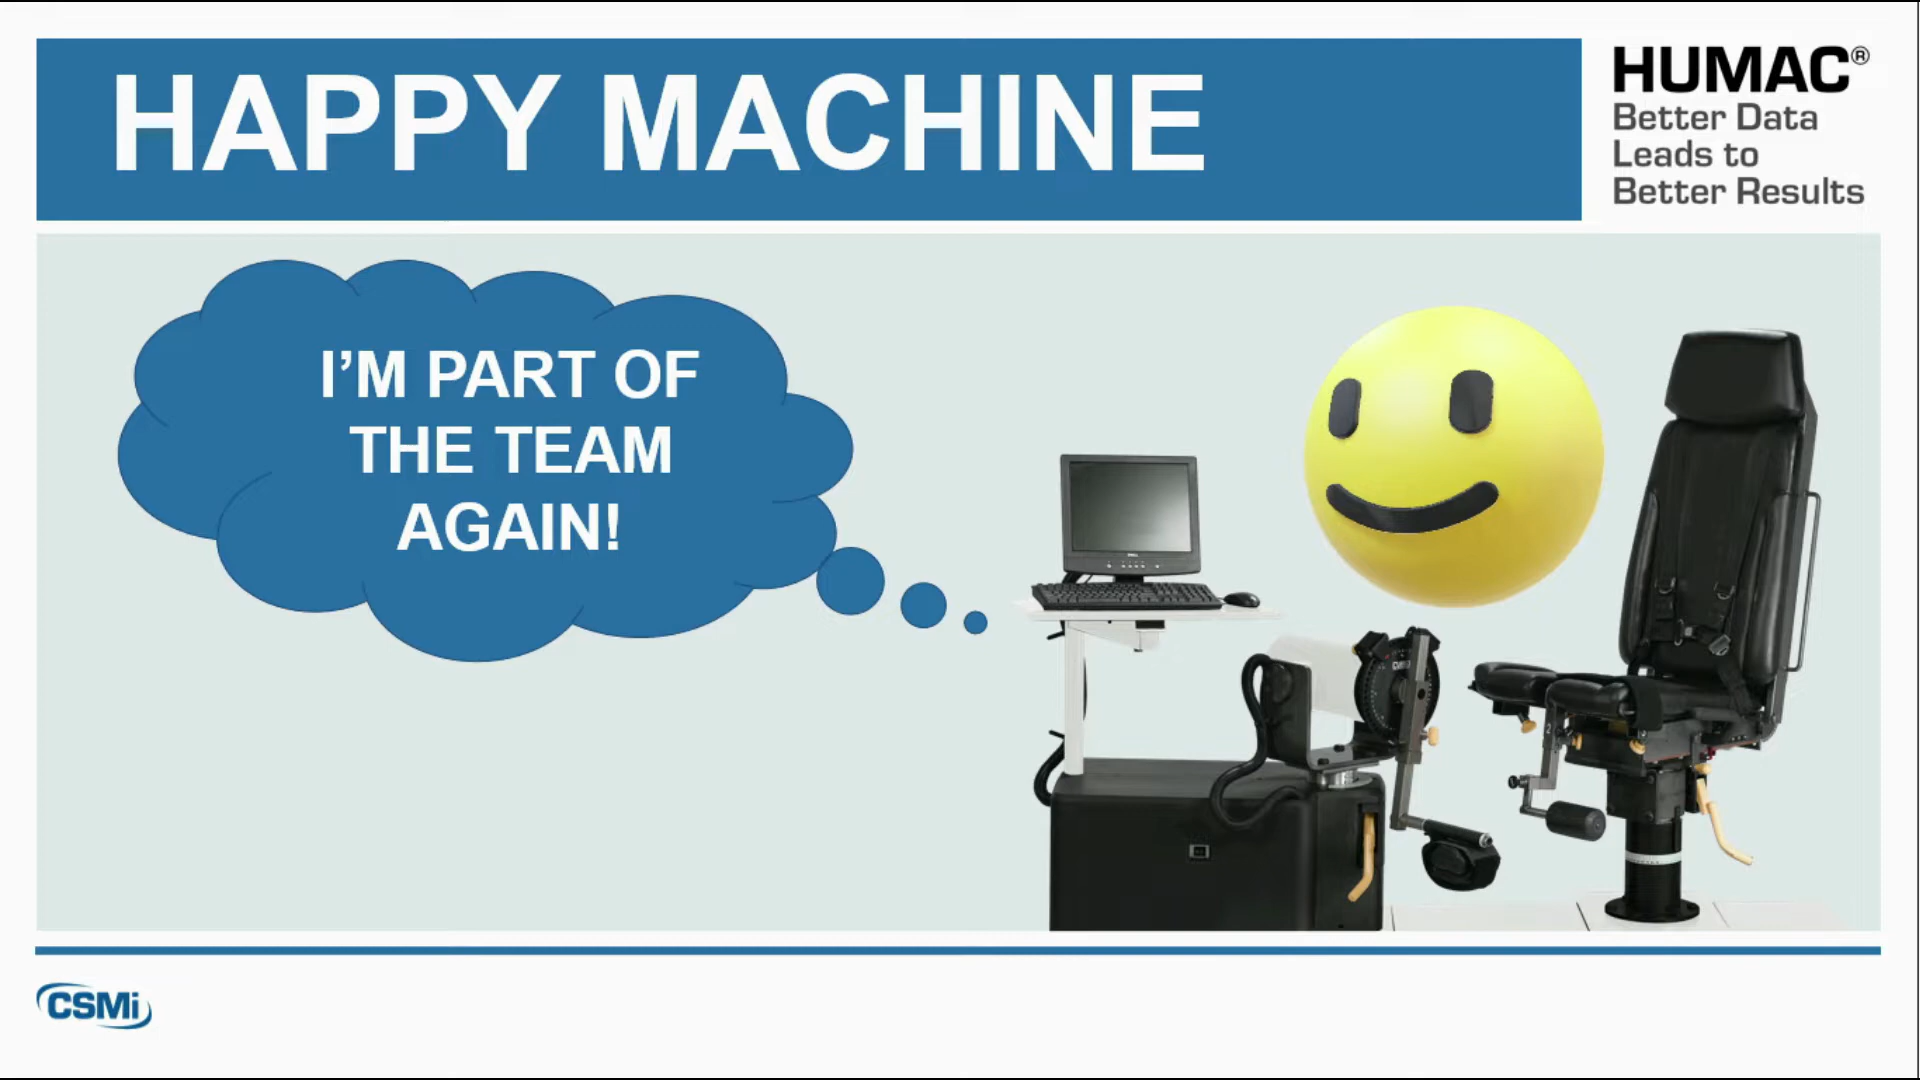 HAPPY MACHINE
HUMAC®
Better Data
Leads to
Better Results
I'M PART OF
THE TEAM
AGAIN!
CSMi